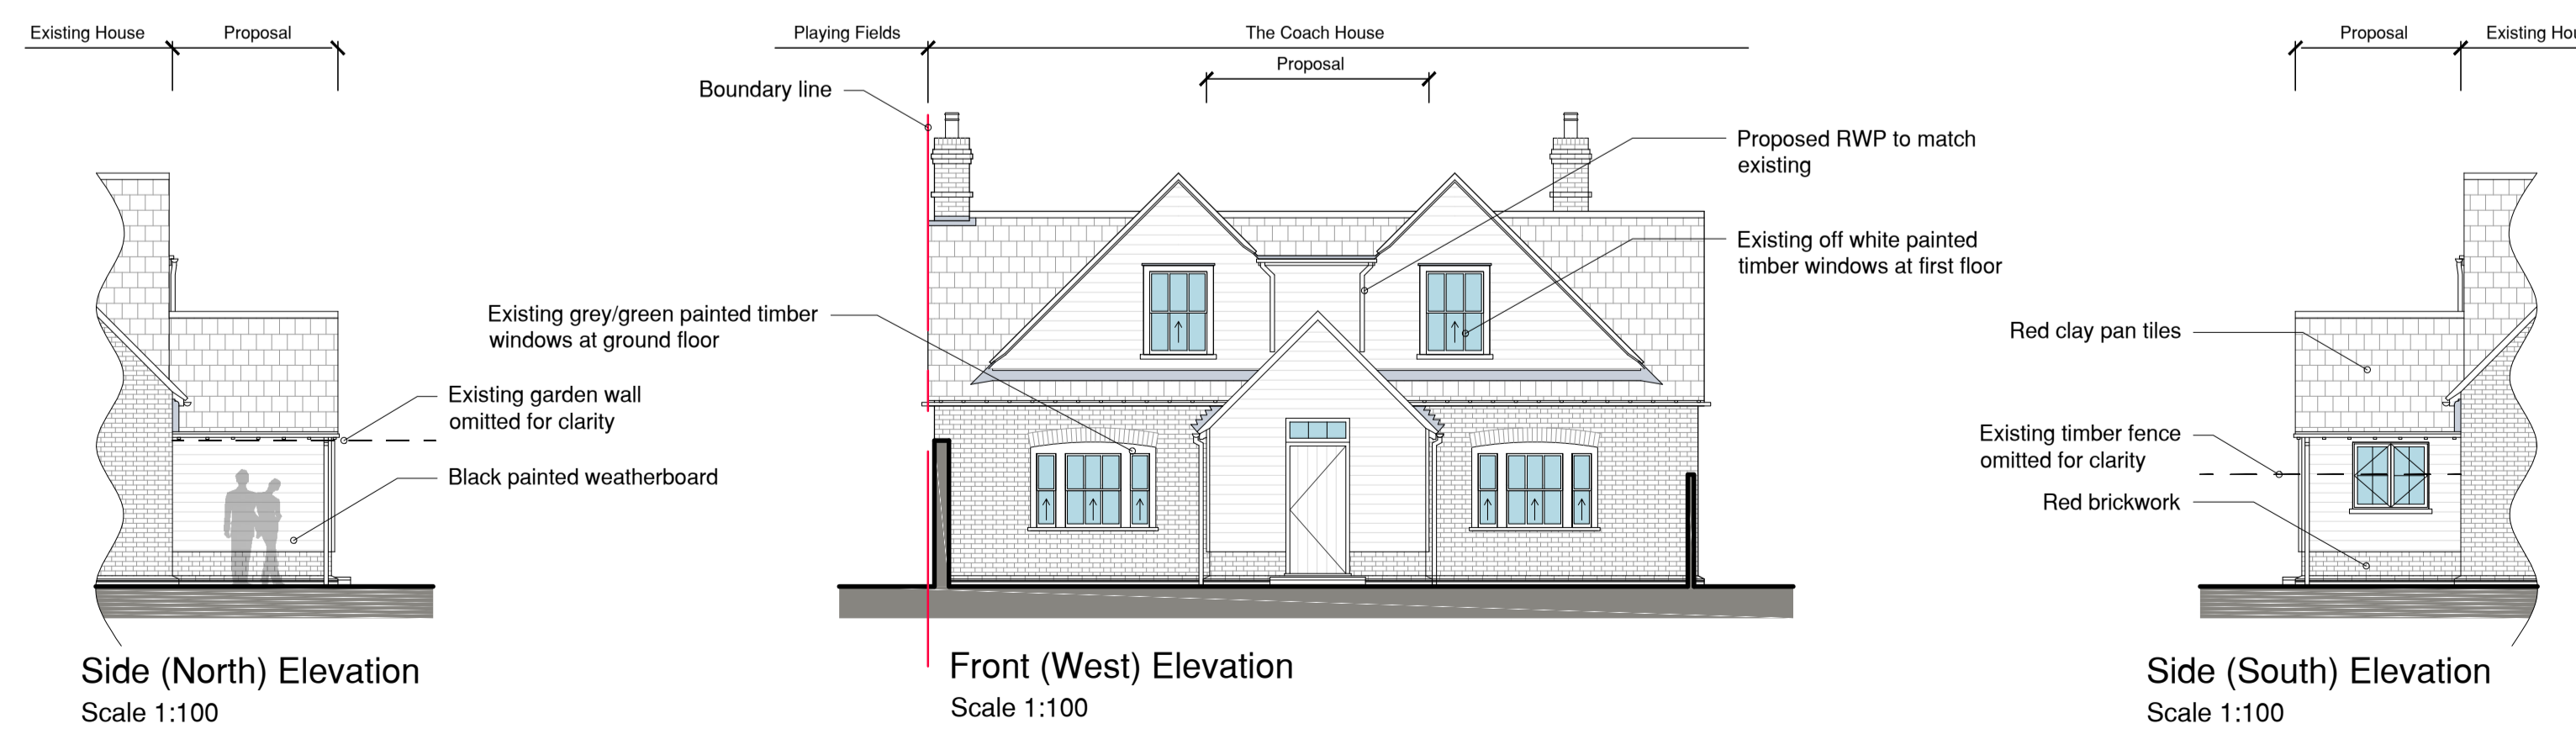 Existing House
Proposal
Playing Fields
The Coach House
Proposal
Proposal
Boundary line
Proposed RWP to match
existing
Existing off white painted
timber windows at first floor
Existing grey/green painted timber
windows at ground floor
Existing garden wall
omitted for clarity
Black painted weatherboard
Red clay pan tiles
Existing timber fence
omitted for clarity
Red brickwork
Side (North) Elevation
Scale 1:100
Front (West) Elevation
Scale 1:100
Existing Hou
Side (South) Elevation
Scale 1:100